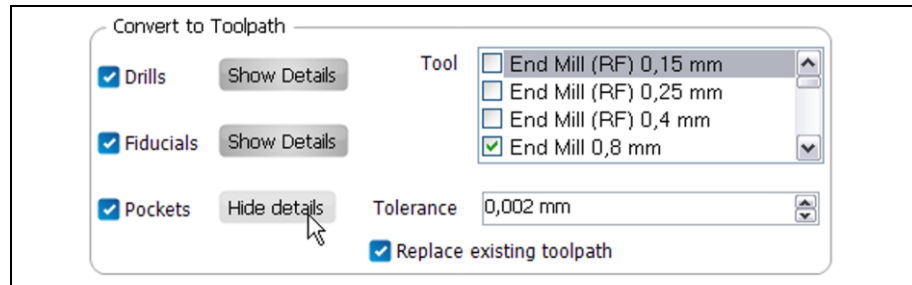 Convert to Toolpath
Drills
Show Details
Tool
End Mill (RF) 0,15 mm
End Mill (RF) 0,25 mm
End Mill (RF) 0,4 mm
Fiducials
Show Details
End Mill 0,8 mm
Pockets
Hide details
Tolerance
0,002 mm
Replace existing toolpath